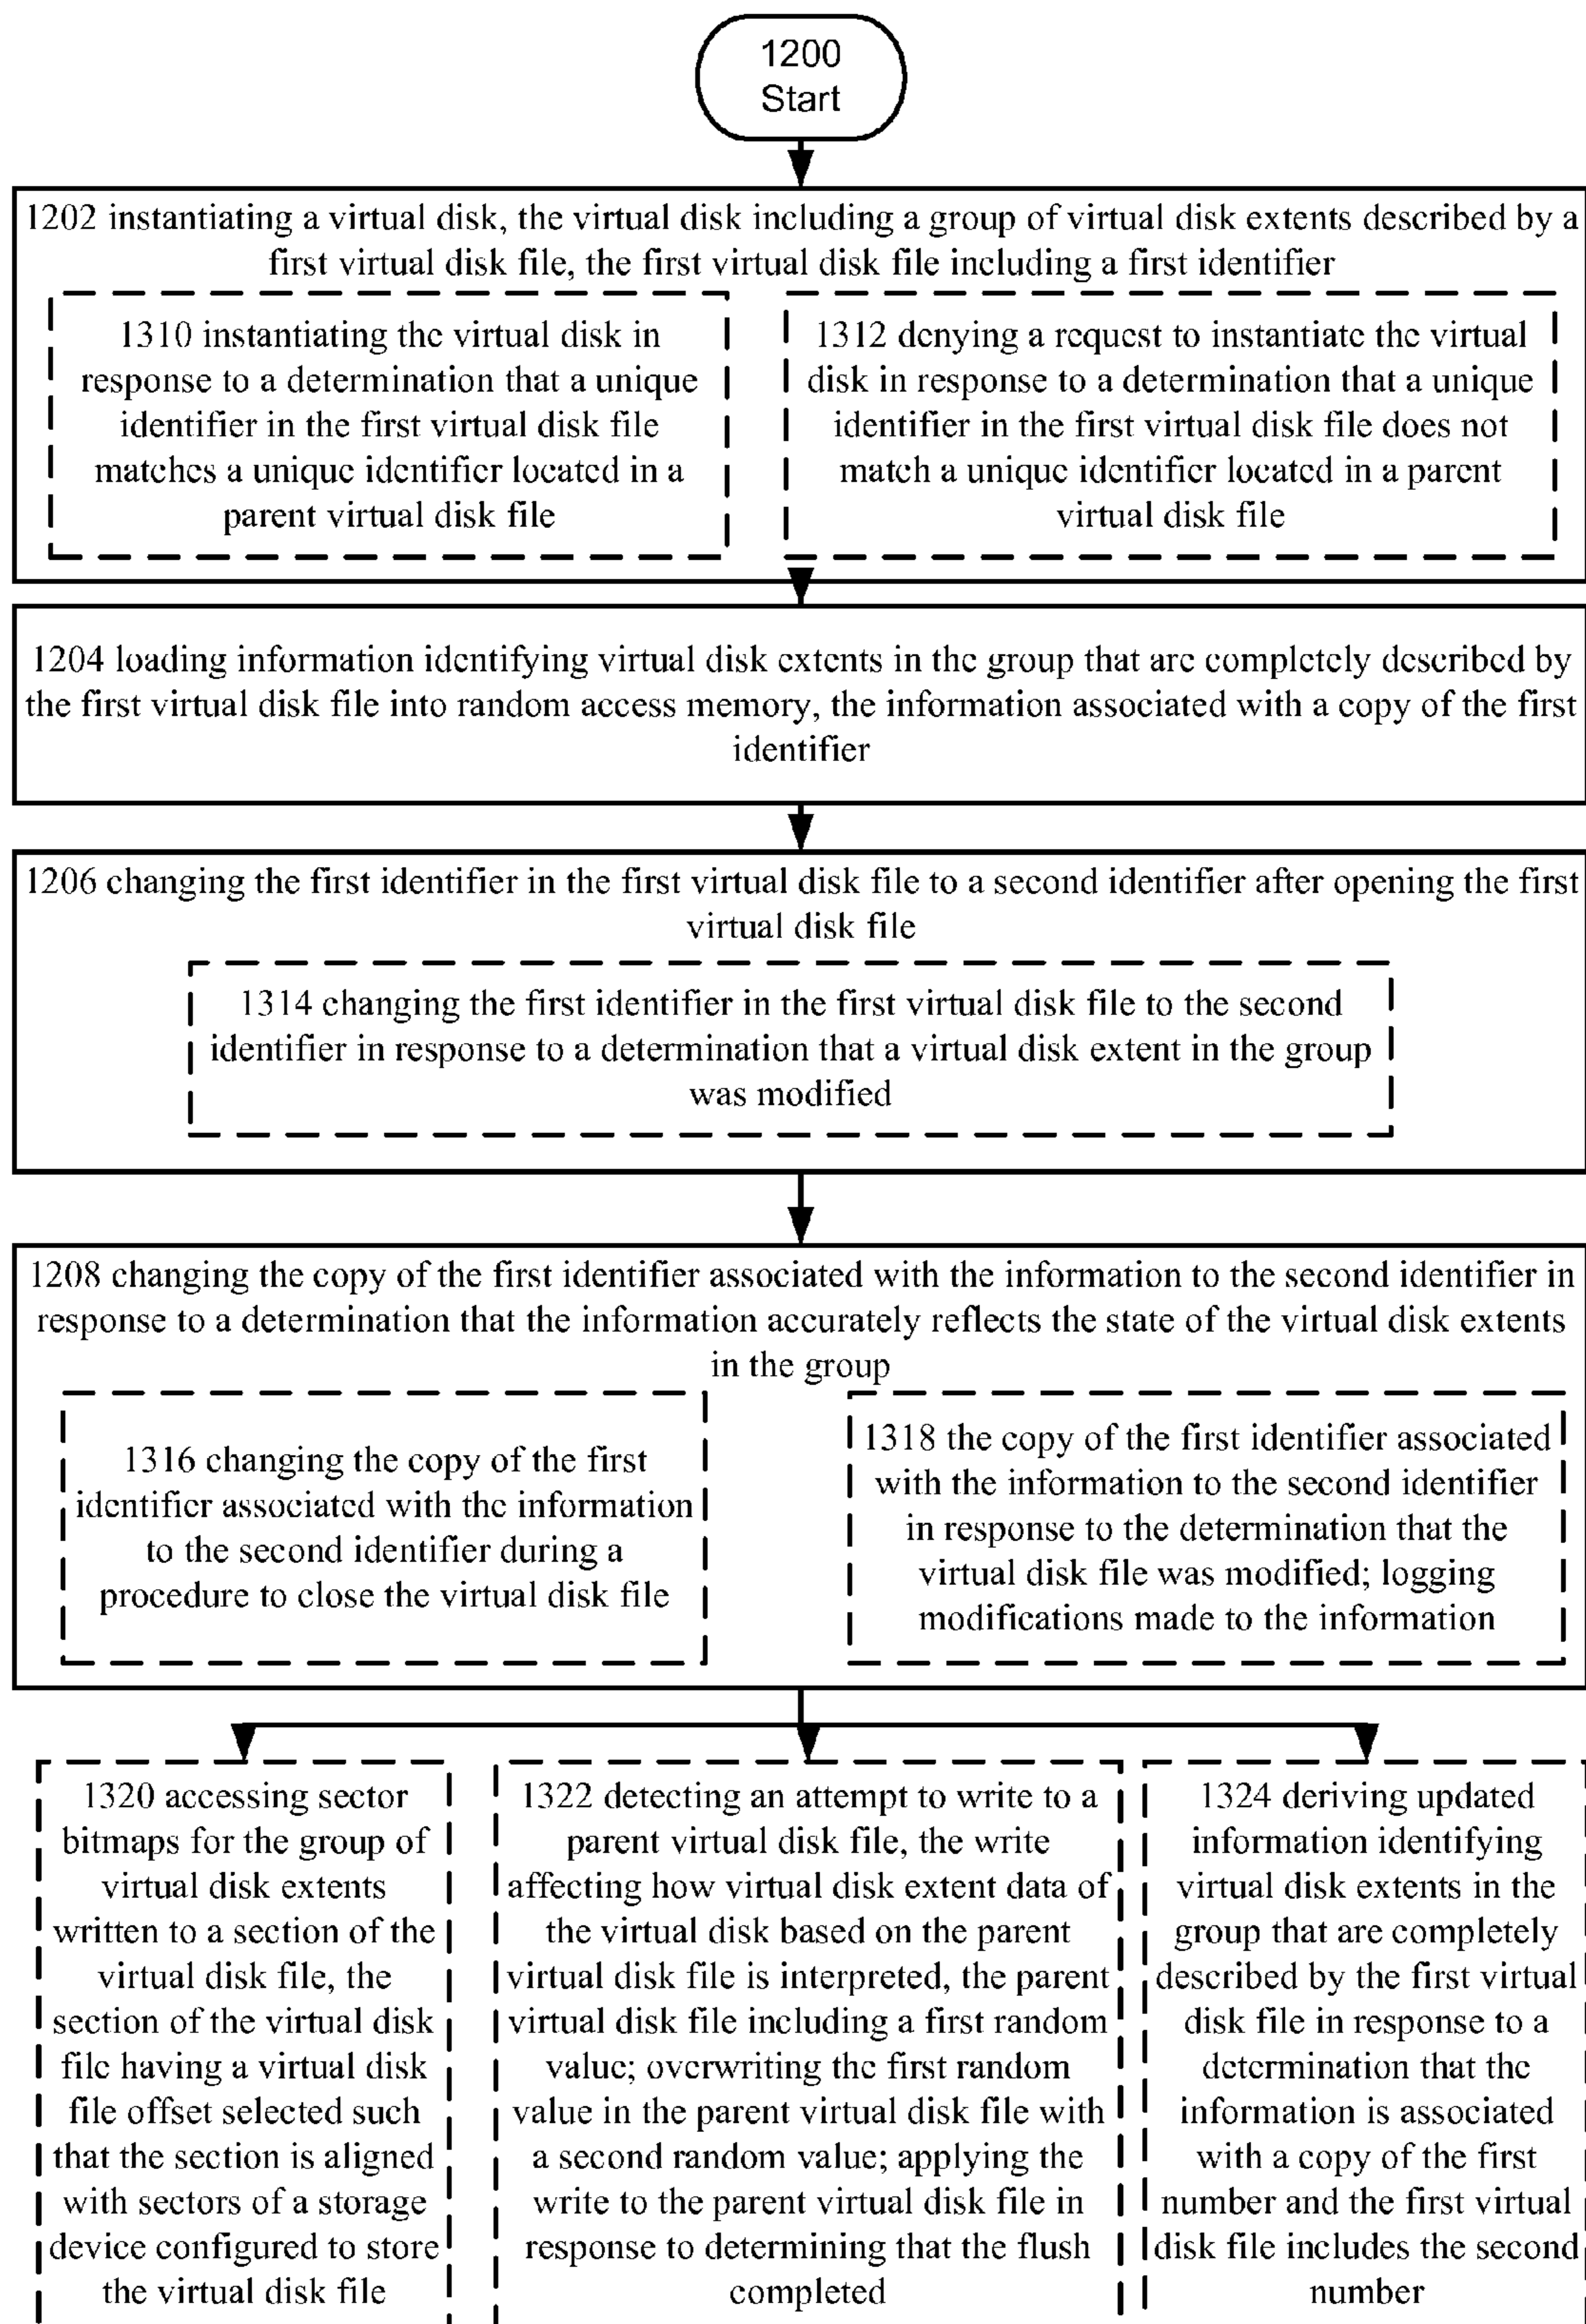 1200
Start
1202 instantiating a virtual disk, the virtual disk including a group of virtual disk extents described by a
first virtual disk file, the first virtual disk file including a first identifier
1310 instantiating the virtual disk in
response to a determination that a unique
identifier in the first virtual disk file
matches a unique identifier located in a
parent virtual disk file
1312 denying a request to instantiate the virtual
disk in response to a determination that a unique
identifier in the first virtual disk file does not
match a unique identifier located in a parent
virtual disk file
1204 loading information identifying virtual disk extents in the group that are completely described by
the first virtual disk file into random access memory, the information associated with a copy of the first
identifier
1206 changing the first identifier in the first virtual disk file to a second identifier after opening the first
virtual disk file
1314 changing the first identifier in the first virtual disk file to the second
identifier in response to a determination that a virtual disk extent in the group
was modified
1208 changing the copy of the first identifier associated with the information to the second identifier in
response to a determination that the information accurately reflects the state of the virtual disk extents
in the group
1316 changing the copy of the first
identifier associated with the information
to the second identifier during a
procedure to close the virtual disk file
1318 the copy of the first identifier associated
with the information to the second identifier
in response to the determination that the
virtual disk file was modified; logging
modifications made to the information
1320 accessing sector
bitmaps for the group of
virtual disk extents
written to a section of the
virtual disk file, the
section of the virtual disk
file having a virtual disk
file offset selected such
that the section is aligned
with sectors of a storage
device configured to store
the virtual disk file
1322 detecting an attempt to write to a
parent virtual disk file, the write
affecting how virtual disk extent data of
the virtual disk based on the parent
virtual disk file is interpreted, the parent
virtual disk file including a first random
value; overwriting the first random
value in the parent virtual disk file with
a second random value; applying the
write to the parent virtual disk file in
response to determining that the flush
completed
1324 deriving updated
information identifying
virtual disk extents in the
group that are completely
described by the first virtual
disk file in response to a
determination that the
information is associated
with a copy of the first
number and the first virtual
disk file includes the second
number